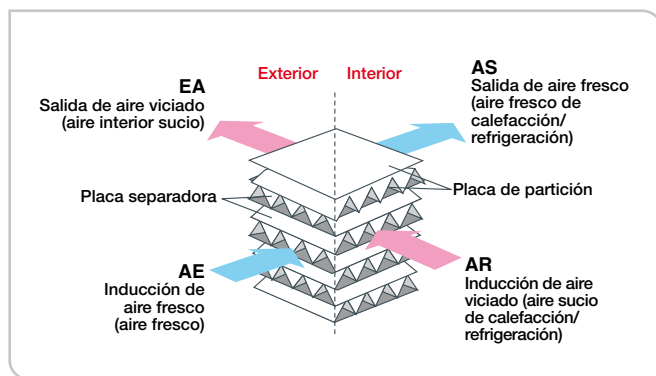 Exterior
Interior
EA
Salida de aire viciado
(aire interior sucio)
AS
Salida de aire fresco
(aire fresco de
calefacción/
refrigeración)
Placa separadora
Placa de partición
AE
Inducción de
aire fresco
(aire fresco)
AR
Inducción de aire
viciado (aire sucio
de calefacción/
refrigeración)